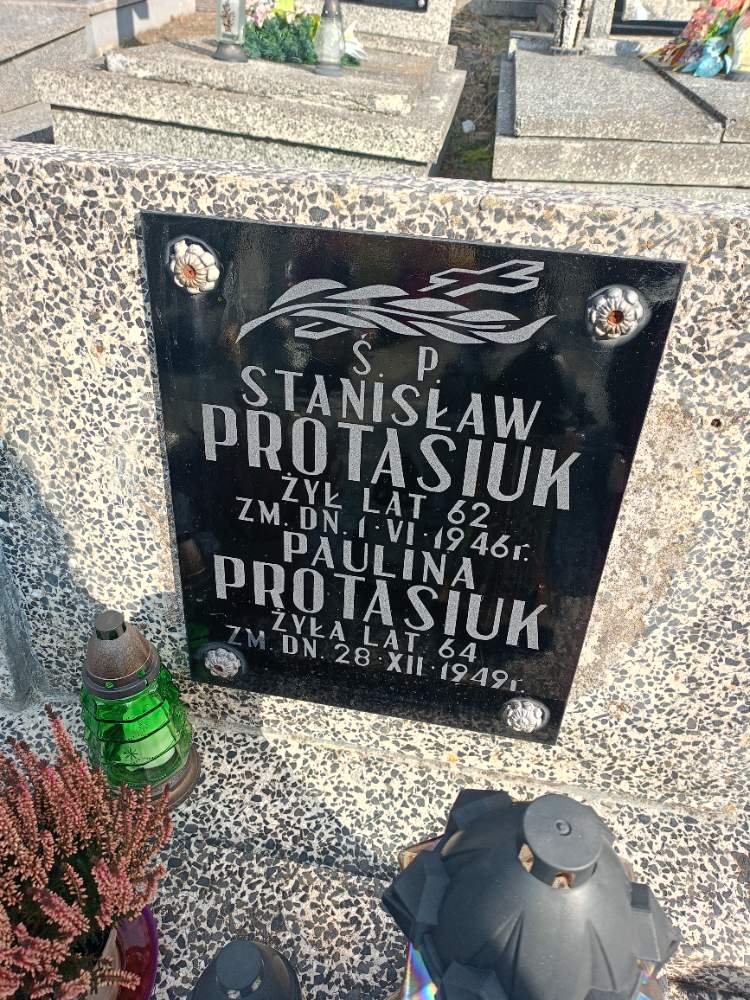 Ś. P.
STANISŁAW
PROTASIUK
ŻYŁ LAT 62
ZM. DN. 1·VI·1946r.
PAULINA
PROTASIUK
ŻYŁA LAT 64
ZM. DN. 28·XII 1949r.